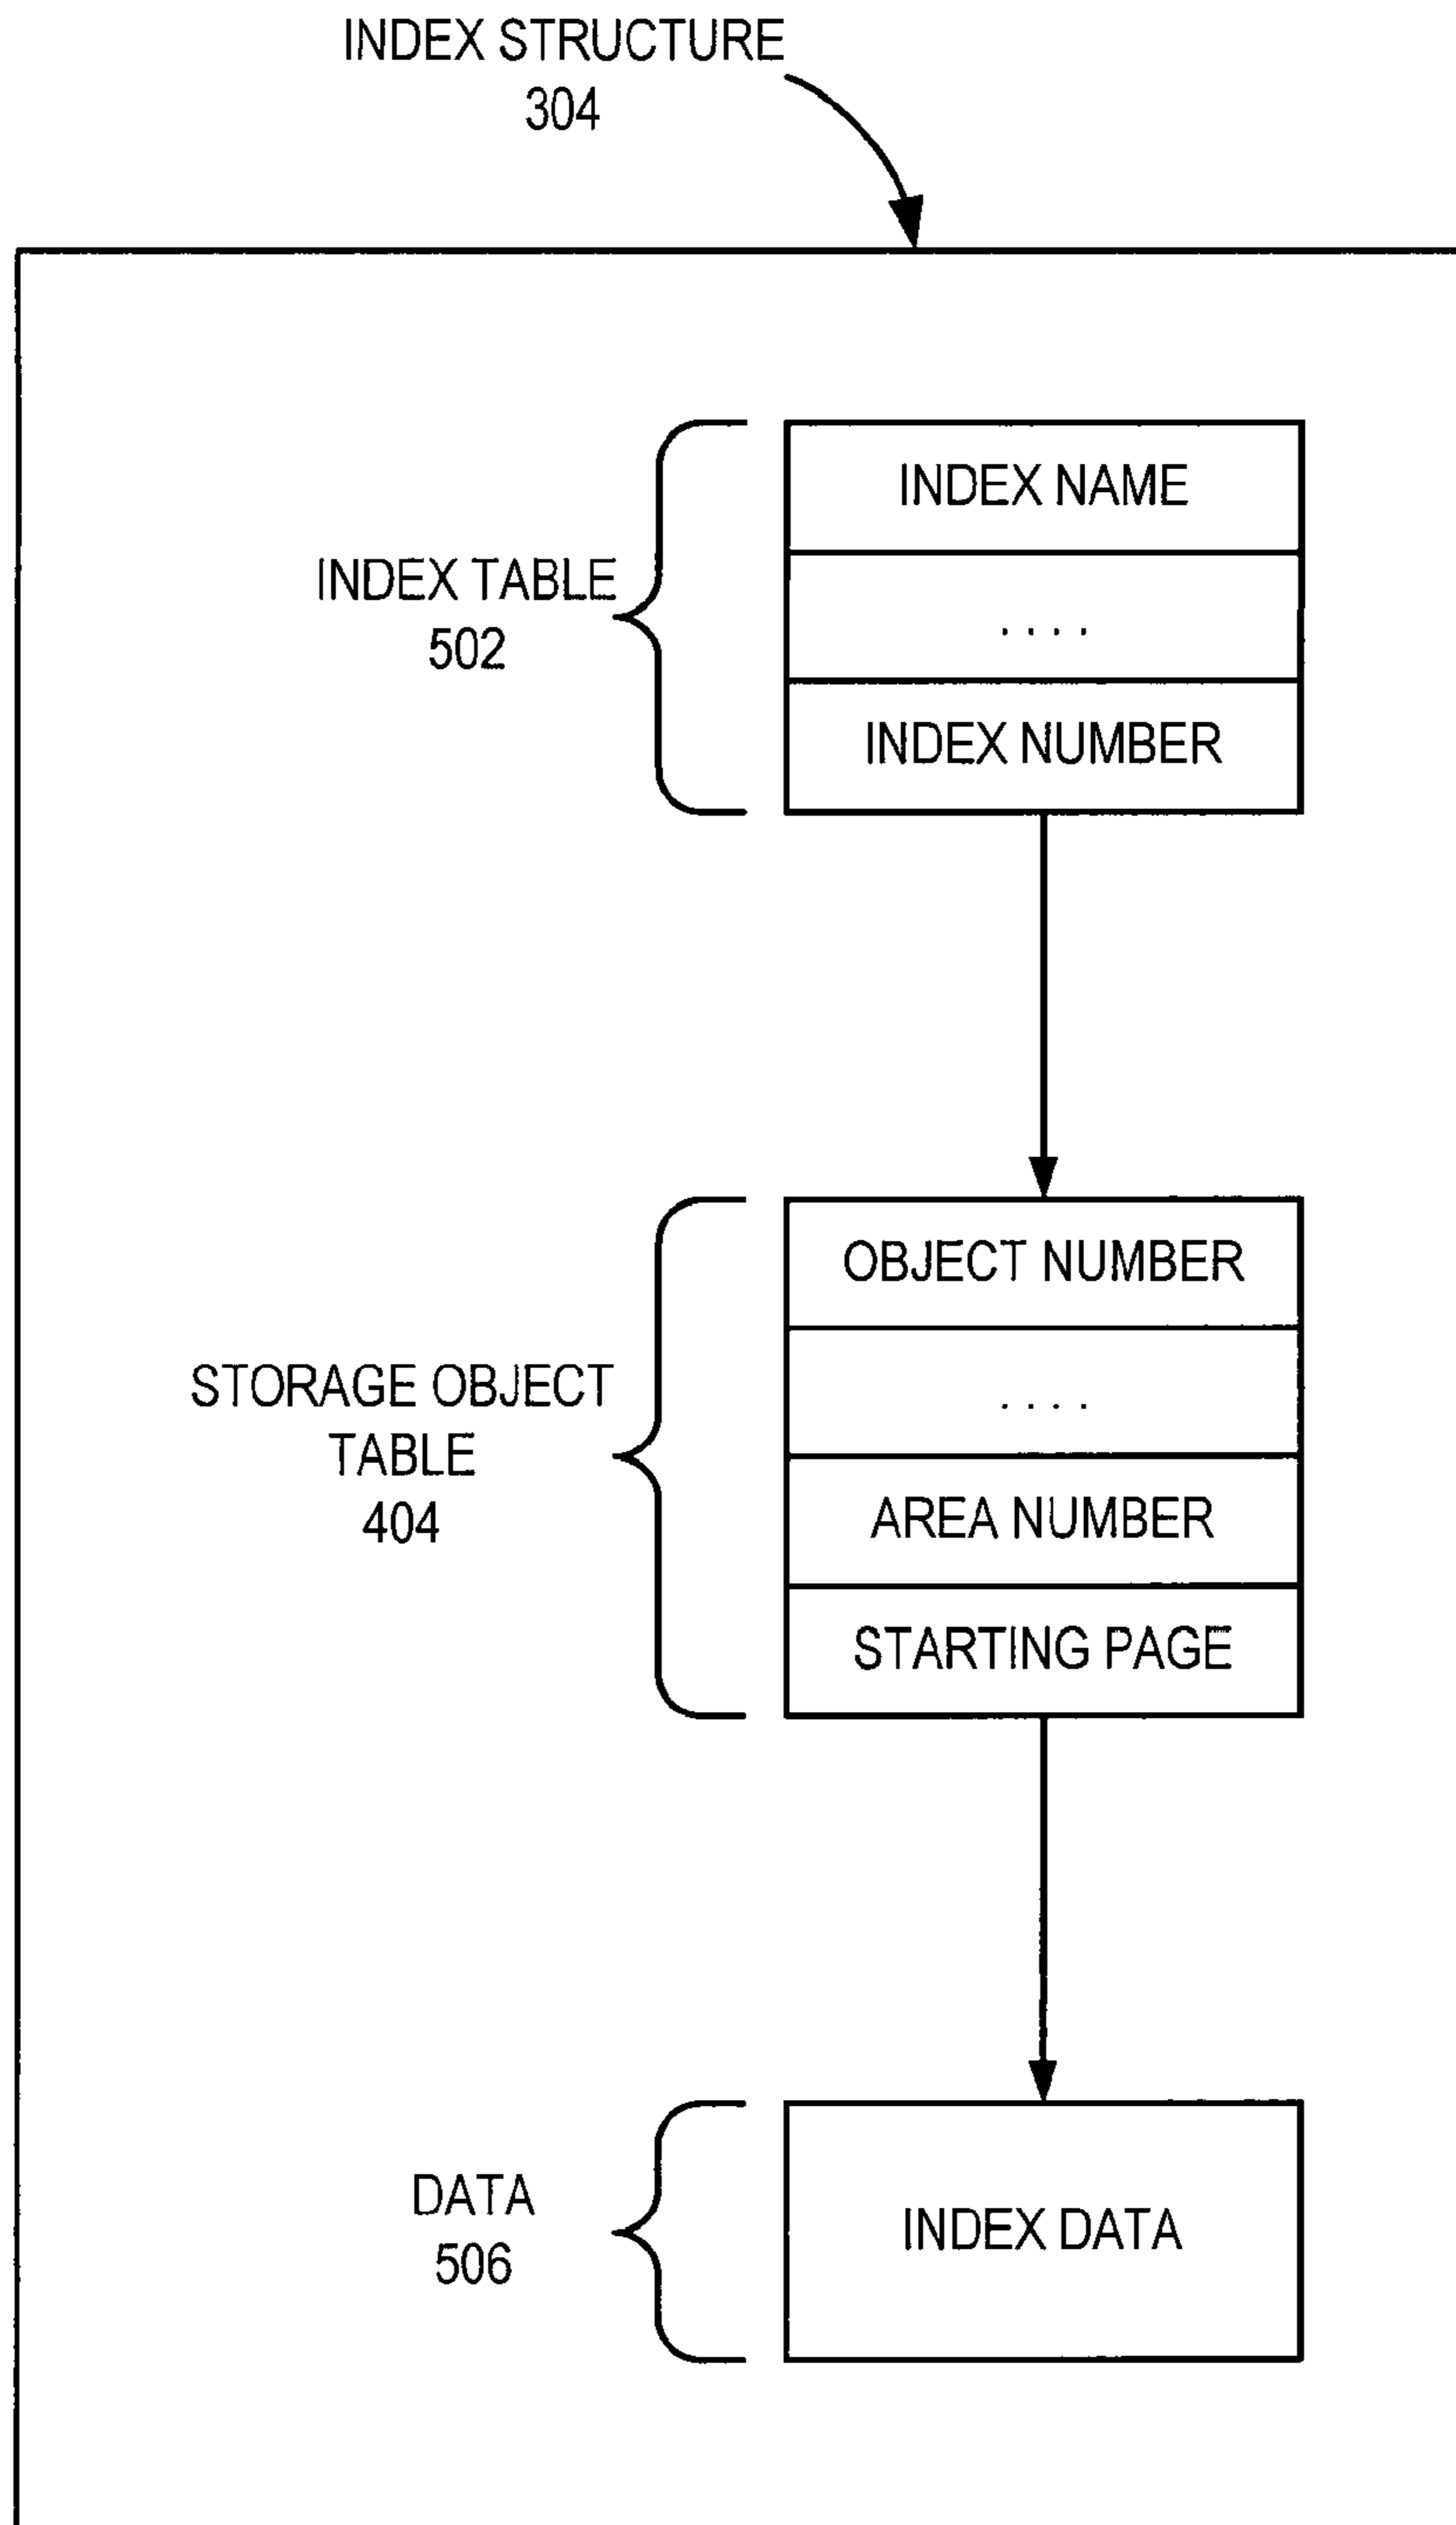 INDEX STRUCTURE
304
INDEX NAME
INDEX TABLE
502
. . . .
INDEX NUMBER
OBJECT NUMBER
STORAGE OBJECT
TABLE
404
. . . .
AREA NUMBER
STARTING PAGE
DATA
506
INDEX DATA